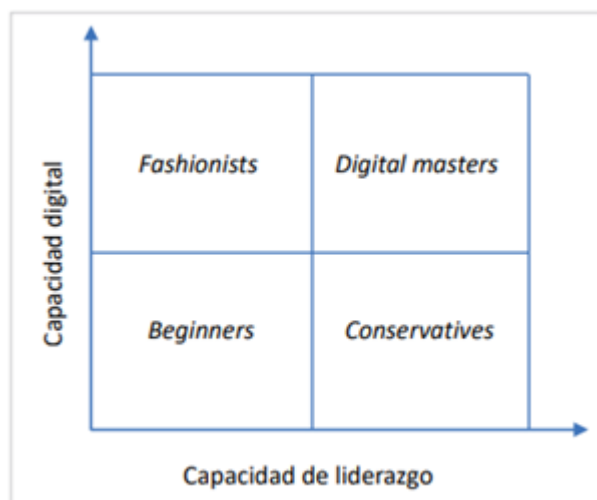 Capacidad digital
Fashionists
Digital masters
Beginners
Conservatives
Capacidad de liderazgo